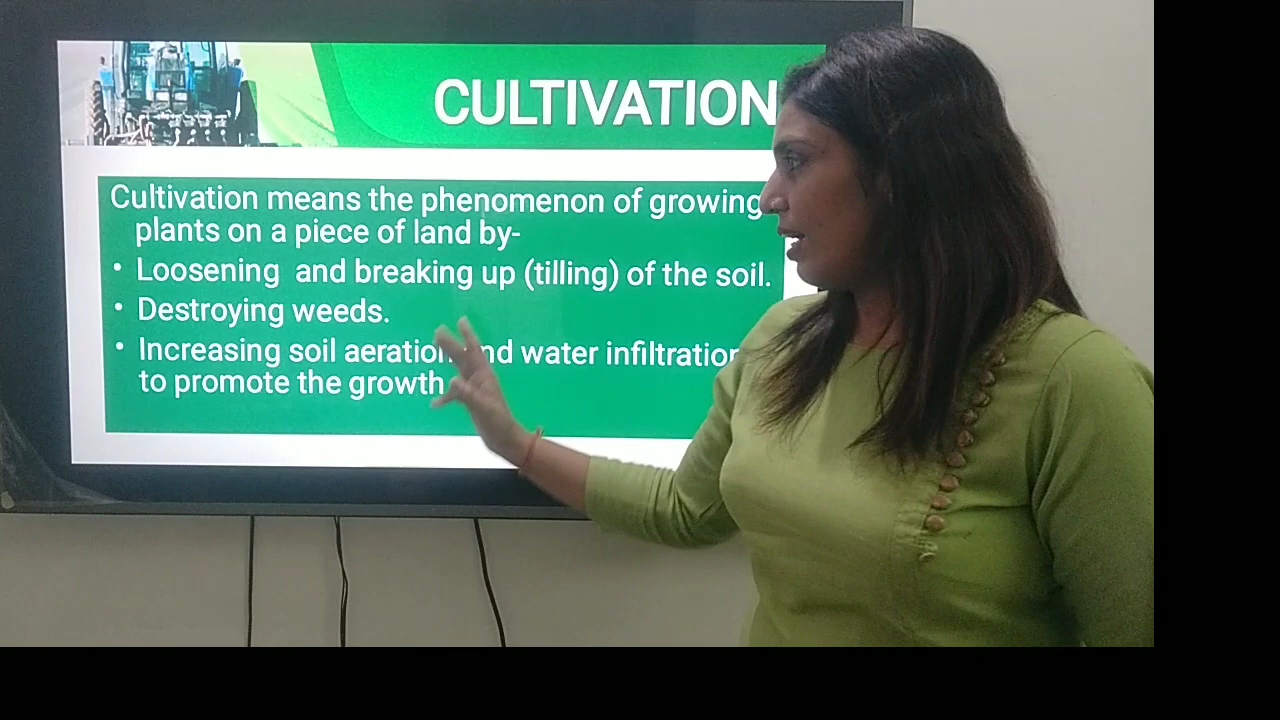 CULTIVATION
Cultivation means the phenomenon of growing
plants on a piece of land by-
• Loosening and breaking up (tilling) of the soil.
• Destroying weeds.
• Increasing soil aeration and water infiltration
to promote the growth